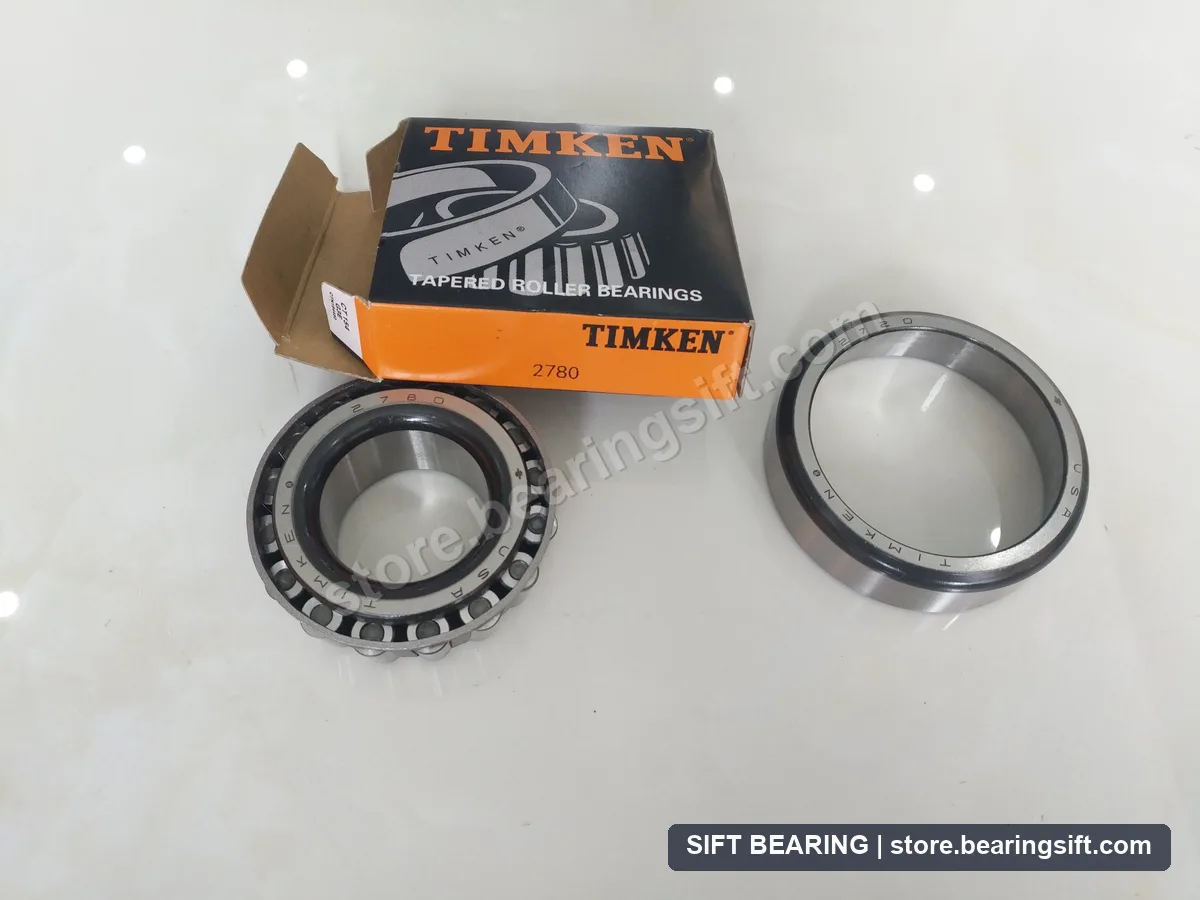 TIMKEN
TIMKEN®
TAPERED ROLLER BEARINGS
TIMKEN
2780
2780
TIMKEN
USA
2720
TIMKEN
USA
store.bearingsift.com
SIFT BEARING | store.bearingsift.com